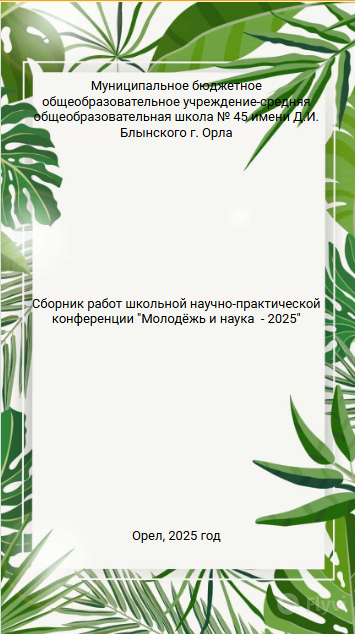 Муниципальное бюджетное
общеобразовательное учреждение-средняя
общеобразовательная школа № 45 имени Д.И.
Блынского г. Орла
Сборник работ школьной научно-практической
конференции "Молодёжь и наука - 2025"
Орел, 2025 год